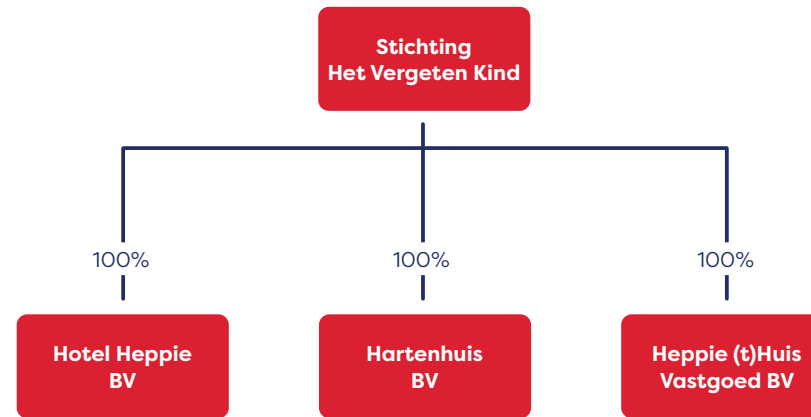 Stichting
Het Vergeten Kind
100%
100%
100%
Hotel Heppie
BV
Hartenhuis
BV
Heppie (t)Huis
Vastgoed BV